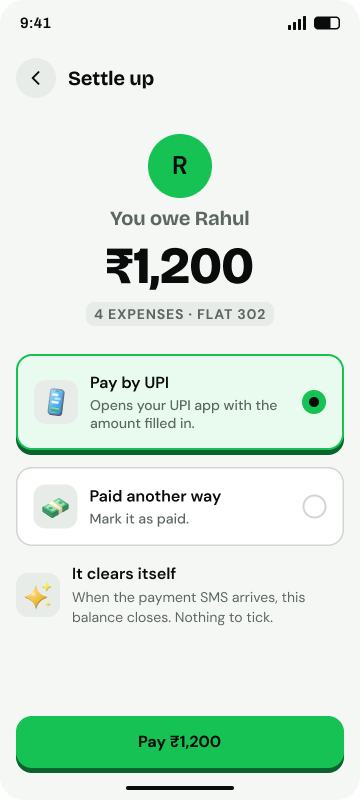 9:41
Settle up
R
You owe Rahul
₹1,200
4 EXPENSES · FLAT 302
Pay by UPI
Opens your UPI app with the
amount filled in.
Paid another way
Mark it as paid.
It clears itself
When the payment SMS arrives, this
balance closes. Nothing to tick.
Pay ₹1,200